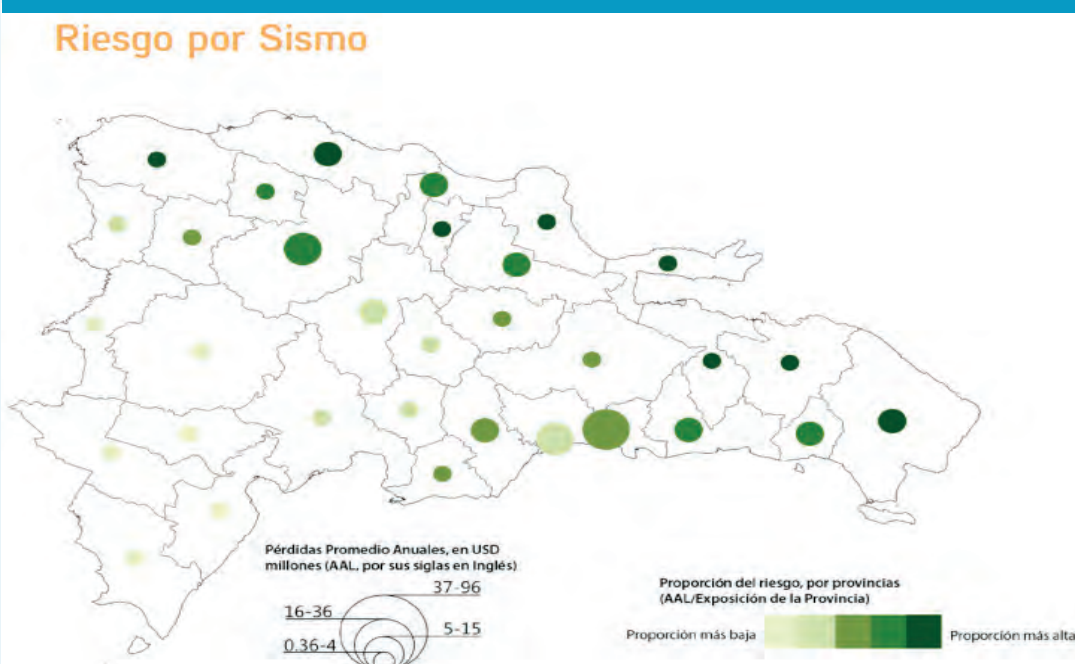 Riesgo por Sismo
Pérdidas Promedio Anuales, en USD
millones (AAL, por sus siglas en Inglés)
37-96
16-36
5-15
0.36-4
Proporción del riesgo, por provincias
(AAL/Exposición de la Provincia)
Proporción más baja
Proporción más alta